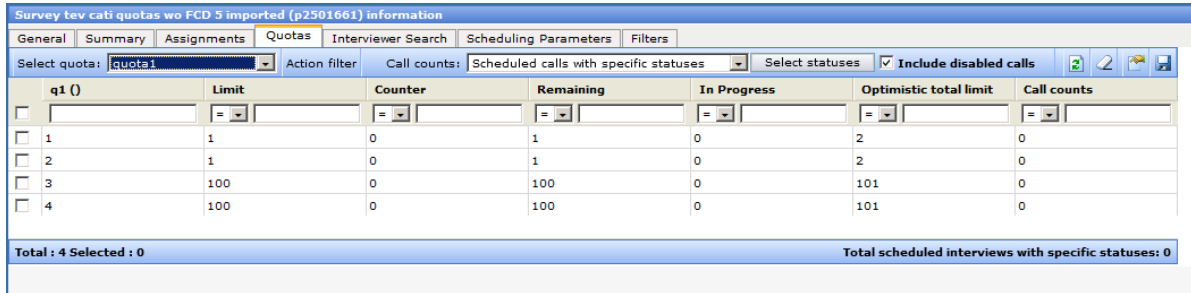 Survey tev cati quotas wo FCD 5 imported (p2501661) information
General Summary Assignments Quotas Interviewer Search Scheduling Parameters Filters
Select quota: quota1 Action filter Call counts: Scheduled calls with specific statuses Select statuses Include disabled calls
q1 () Limit Counter Remaining In Progress Optimistic total limit Call counts
= = = = = =
1 1 0 1 0 2 0
2 1 0 1 0 2 0
3 100 0 100 0 101 0
4 100 0 100 0 101 0
Total : 4 Selected : 0 Total scheduled interviews with specific statuses: 0